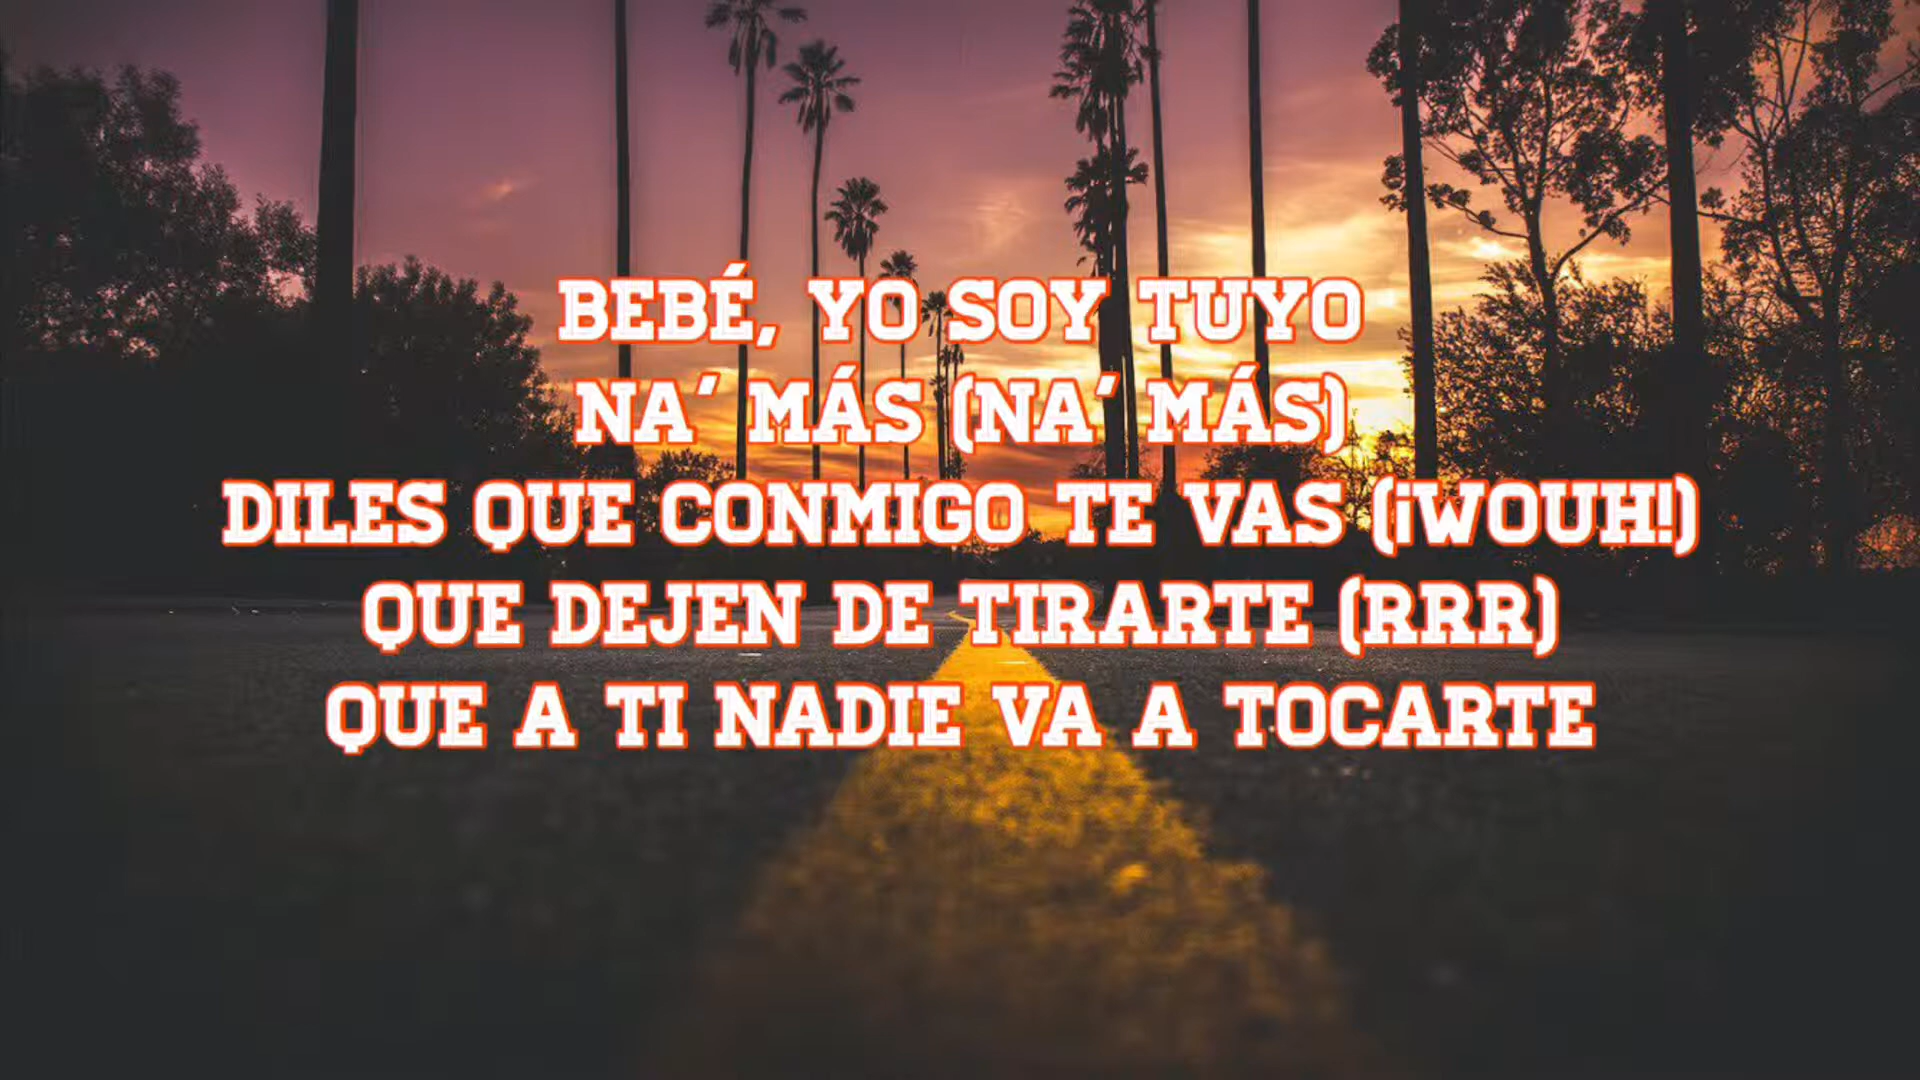 BEBÉ, YO SOY TUYO
NA´ MÁS (NA´ MÁS)
DILES QUE CONMIGO TE VAS (¡WOUH!)
QUE DEJEN DE TIRARTE (RRR)
QUE A TI NADIE VA A TOCARTE